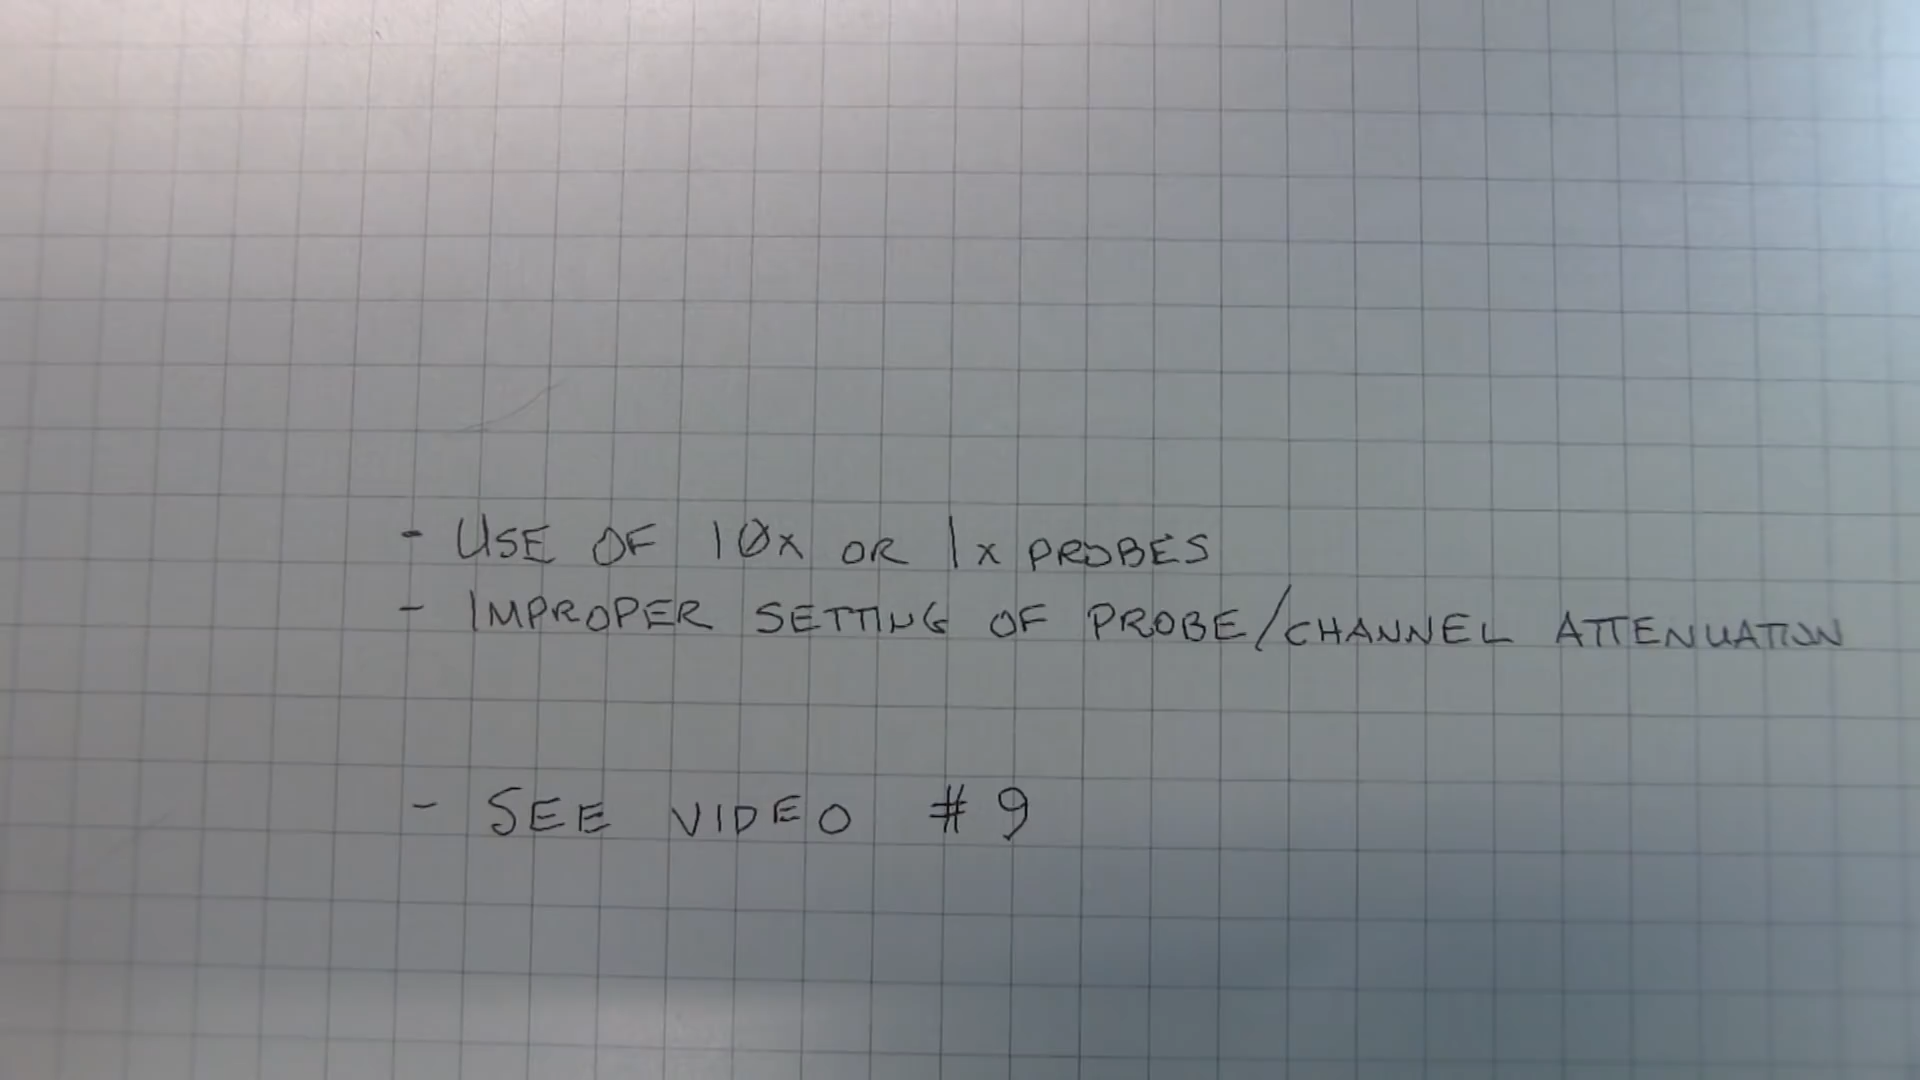 - USE OF 10x OR 1x PROBES
- IMPROPER SETTING OF PROBE/CHANNEL ATTENUATION
- SEE VIDEO #9